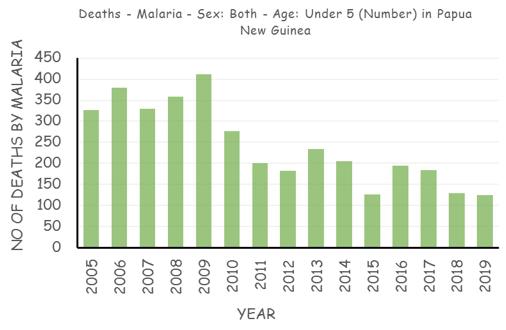 Deaths - Malaria - Sex: Both - Age: Under 5 (Number) in Papua
New Guinea
NO OF DEATHS BY MALARIA
450
400
350
300
250
200
150
100
50
0
2005 2006 2007 2008 2009 2010 2011 2012 2013 2014 2015 2016 2017 2018 2019
YEAR